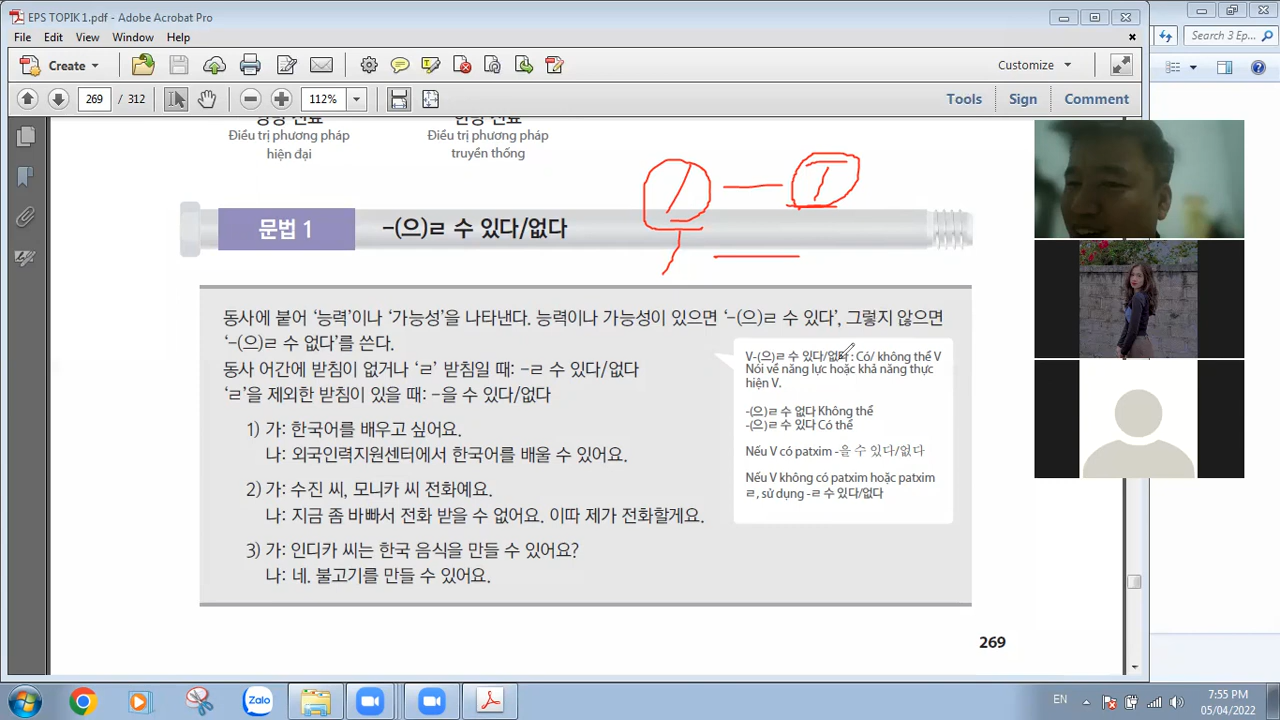 EPS TOPIK 1.pdf - Adobe Acrobat Pro
File Edit View Window Help
Create
Customize
Search 3 Ep...
269 / 312
112%
Tools Sign Comment
Điều trị phương pháp
hiện đại
Điều trị phương pháp
truyền thống
문법 1
-(으)ㄹ 수 있다/없다
동사에 붙어 ‘능력’이나 ‘가능성’을 나타낸다. 능력이나 가능성이 있으면 ‘-(으)ㄹ 수 있다’, 그렇지 않으면
‘-(으)ㄹ 수 없다’를 쓴다.
동사 어간에 받침이 없거나 ‘ㄹ’ 받침일 때: -ㄹ 수 있다/없다
‘ㄹ’을 제외한 받침이 있을 때: -을 수 있다/없다
1) 가: 한국어를 배우고 싶어요.
나: 외국인력지원센터에서 한국어를 배울 수 있어요.
2) 가: 수진 씨, 모니카 씨 전화예요.
나: 지금 좀 바빠서 전화 받을 수 없어요. 이따 제가 전화할게요.
3) 가: 인디카 씨는 한국 음식을 만들 수 있어요?
나: 네. 불고기를 만들 수 있어요.
V-(으)ㄹ 수 있다/없다: Có/ không thể V
Nói về năng lực hoặc khả năng thực
hiện V.
-(으)ㄹ 수 없다 Không thể
-(으)ㄹ 수 있다 Có thể
Nếu V có patxim -을 수 있다/없다
Nếu V không có patxim hoặc patxim
ㄹ, sử dụng -ㄹ 수 있다/없다
269
Zalo
EN
7:55 PM
05/04/2022